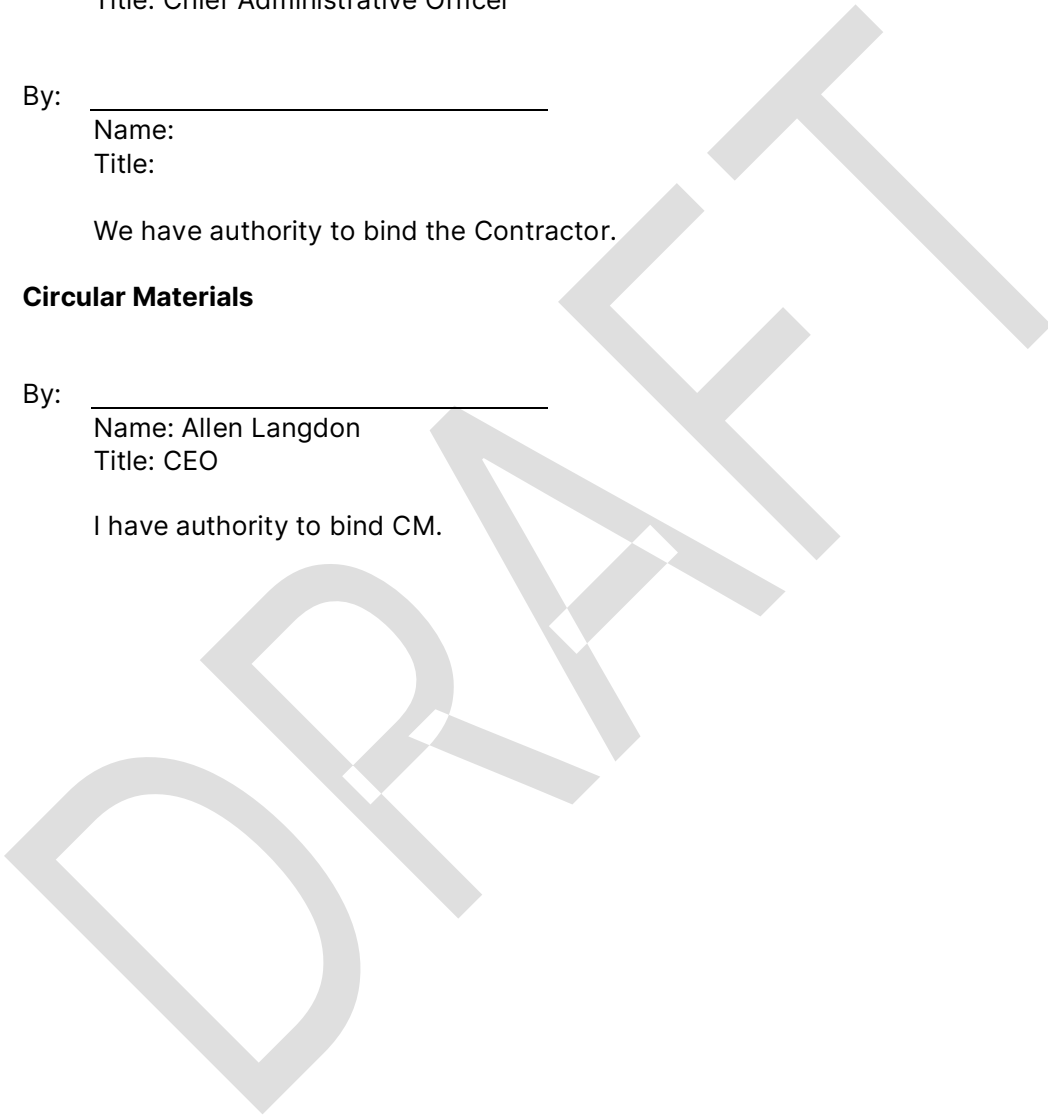 Title: Chief Administrative Officer
By:
Name:
Title:
We have authority to bind the Contractor.
Circular Materials
By:
Name: Allen Langdon
Title: CEO
I have authority to bind CM.
DRAFT